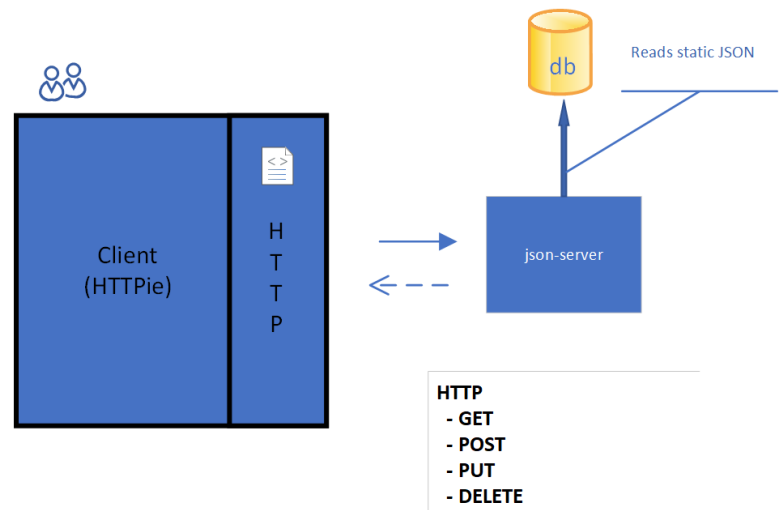 db
Reads static JSON
< >
H
T
T
P
Client
(HTTPie)
json-server
HTTP
- GET
- POST
- PUT
- DELETE